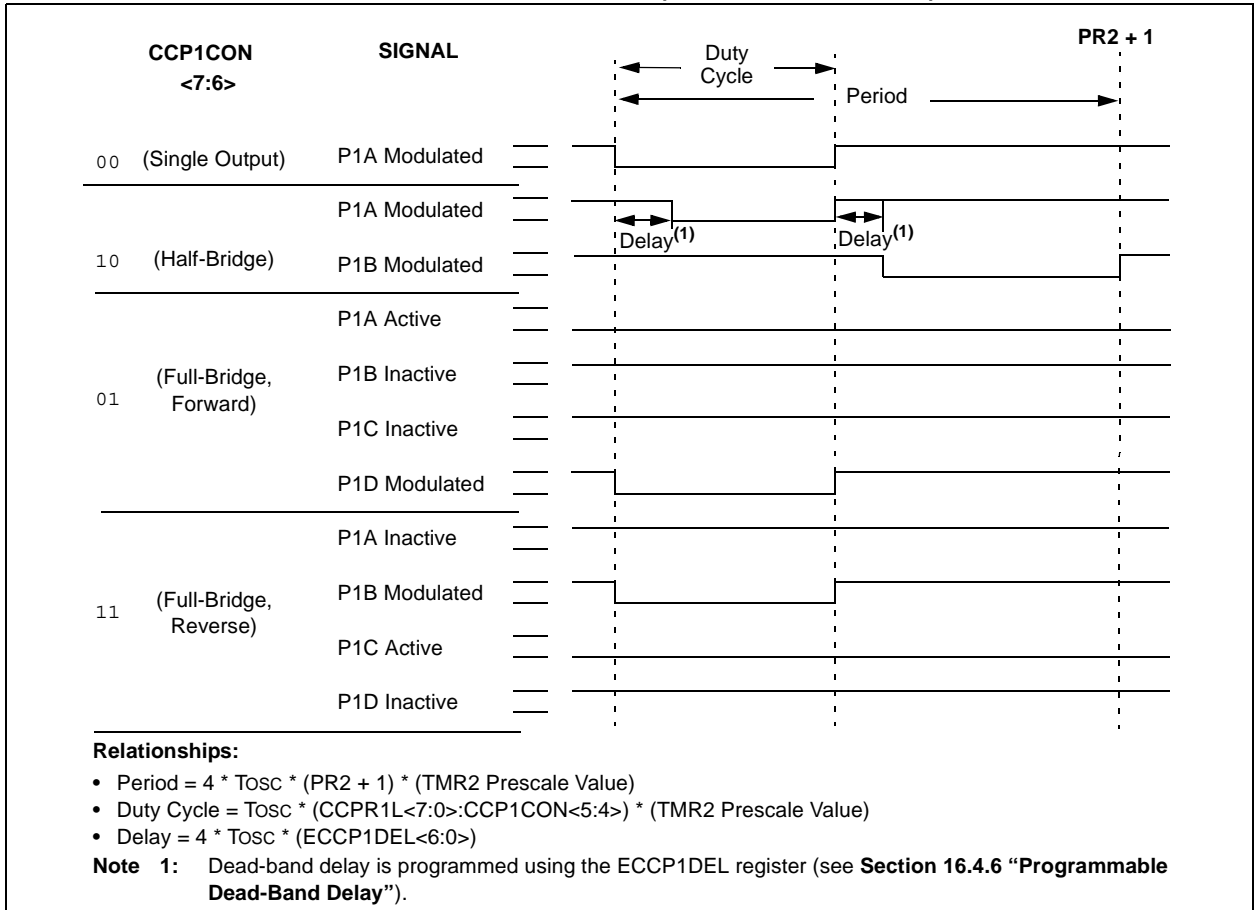 CCP1CON
<7:6>
SIGNAL
PR2 + 1
Duty
Cycle
Period
00 (Single Output) P1A Modulated
P1A Modulated
Delay(1) Delay(1)
10 (Half-Bridge) P1B Modulated
P1A Active
01 (Full-Bridge,
Forward)
P1B Inactive
P1C Inactive
P1D Modulated
P1A Inactive
11 (Full-Bridge,
Reverse)
P1B Modulated
P1C Active
P1D Inactive
Relationships:
• Period = 4 * TOSC * (PR2 + 1) * (TMR2 Prescale Value)
• Duty Cycle = TOSC * (CCPR1L<7:0>:CCP1CON<5:4>) * (TMR2 Prescale Value)
• Delay = 4 * TOSC * (ECCP1DEL<6:0>)
Note 1: Dead-band delay is programmed using the ECCP1DEL register (see Section 16.4.6 “Programmable
Dead-Band Delay”).